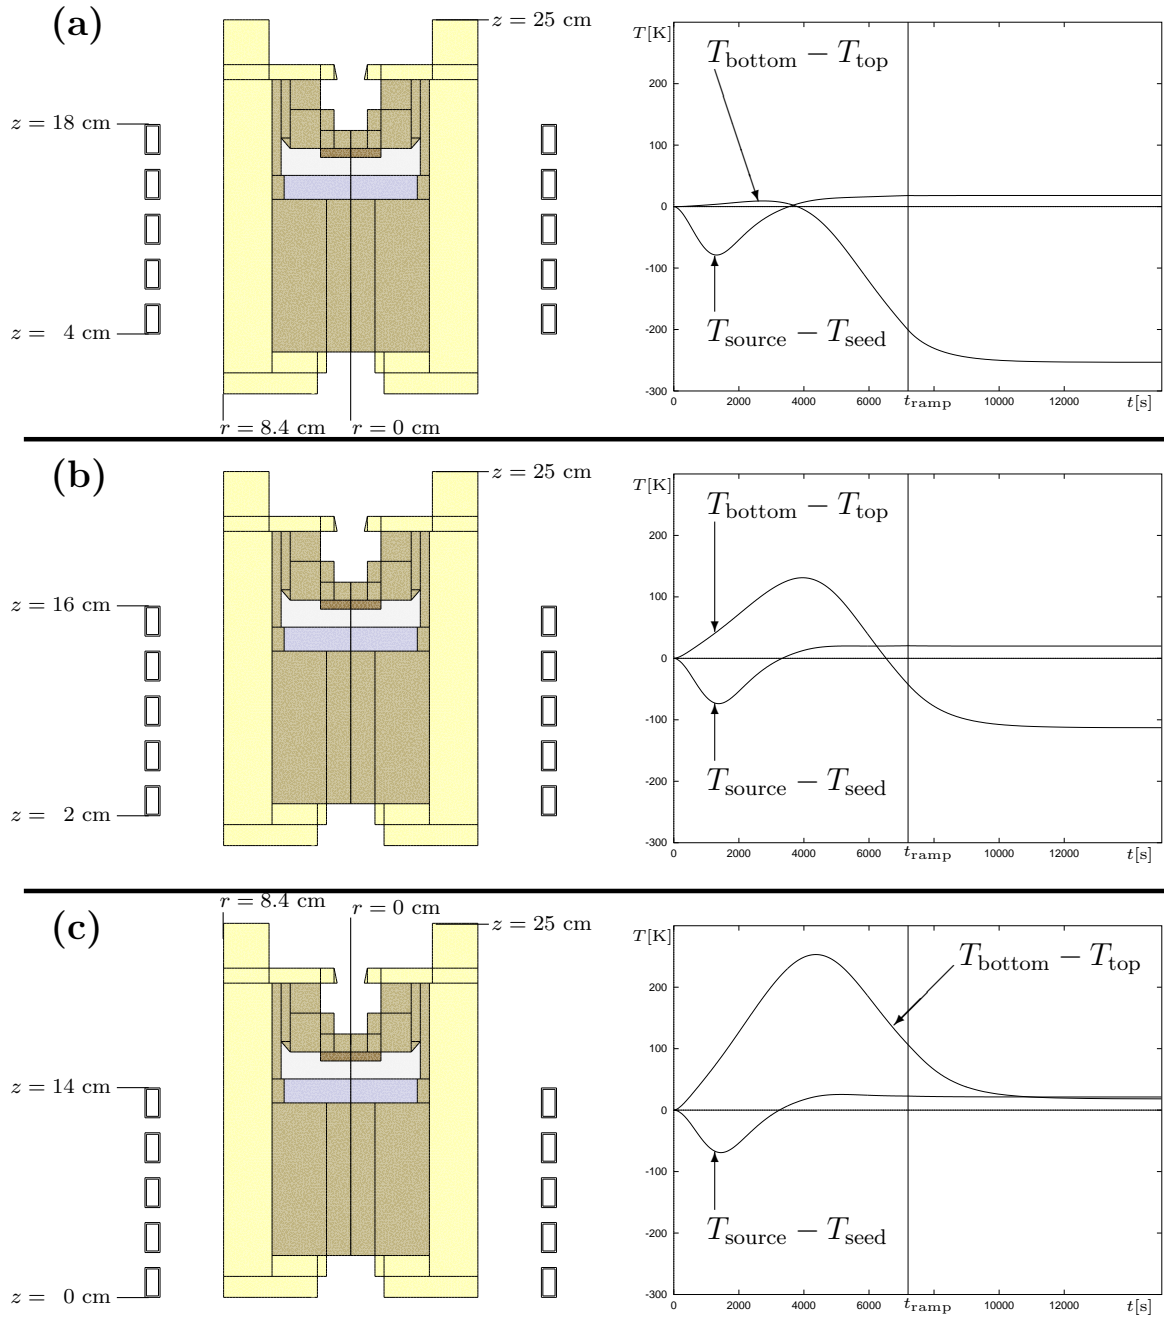 (a)
z = 25 cm
z = 18 cm
z = 4 cm
r = 8.4 cm
r = 0 cm
T[K]
T_bottom − T_top
200
100
0
-100
-200
-300
T_source − T_seed
0
2000
4000
6000
t_ramp
10000
12000
t[s]
(b)
z = 25 cm
z = 16 cm
z = 2 cm
T[K]
T_bottom − T_top
200
100
0
-100
-200
-300
T_source − T_seed
0
2000
4000
6000
t_ramp
10000
12000
t[s]
(c)
r = 8.4 cm
r = 0 cm
z = 25 cm
z = 14 cm
z = 0 cm
T[K]
T_bottom − T_top
200
100
0
-100
-200
-300
T_source − T_seed
0
2000
4000
6000
t_ramp
10000
12000
t[s]